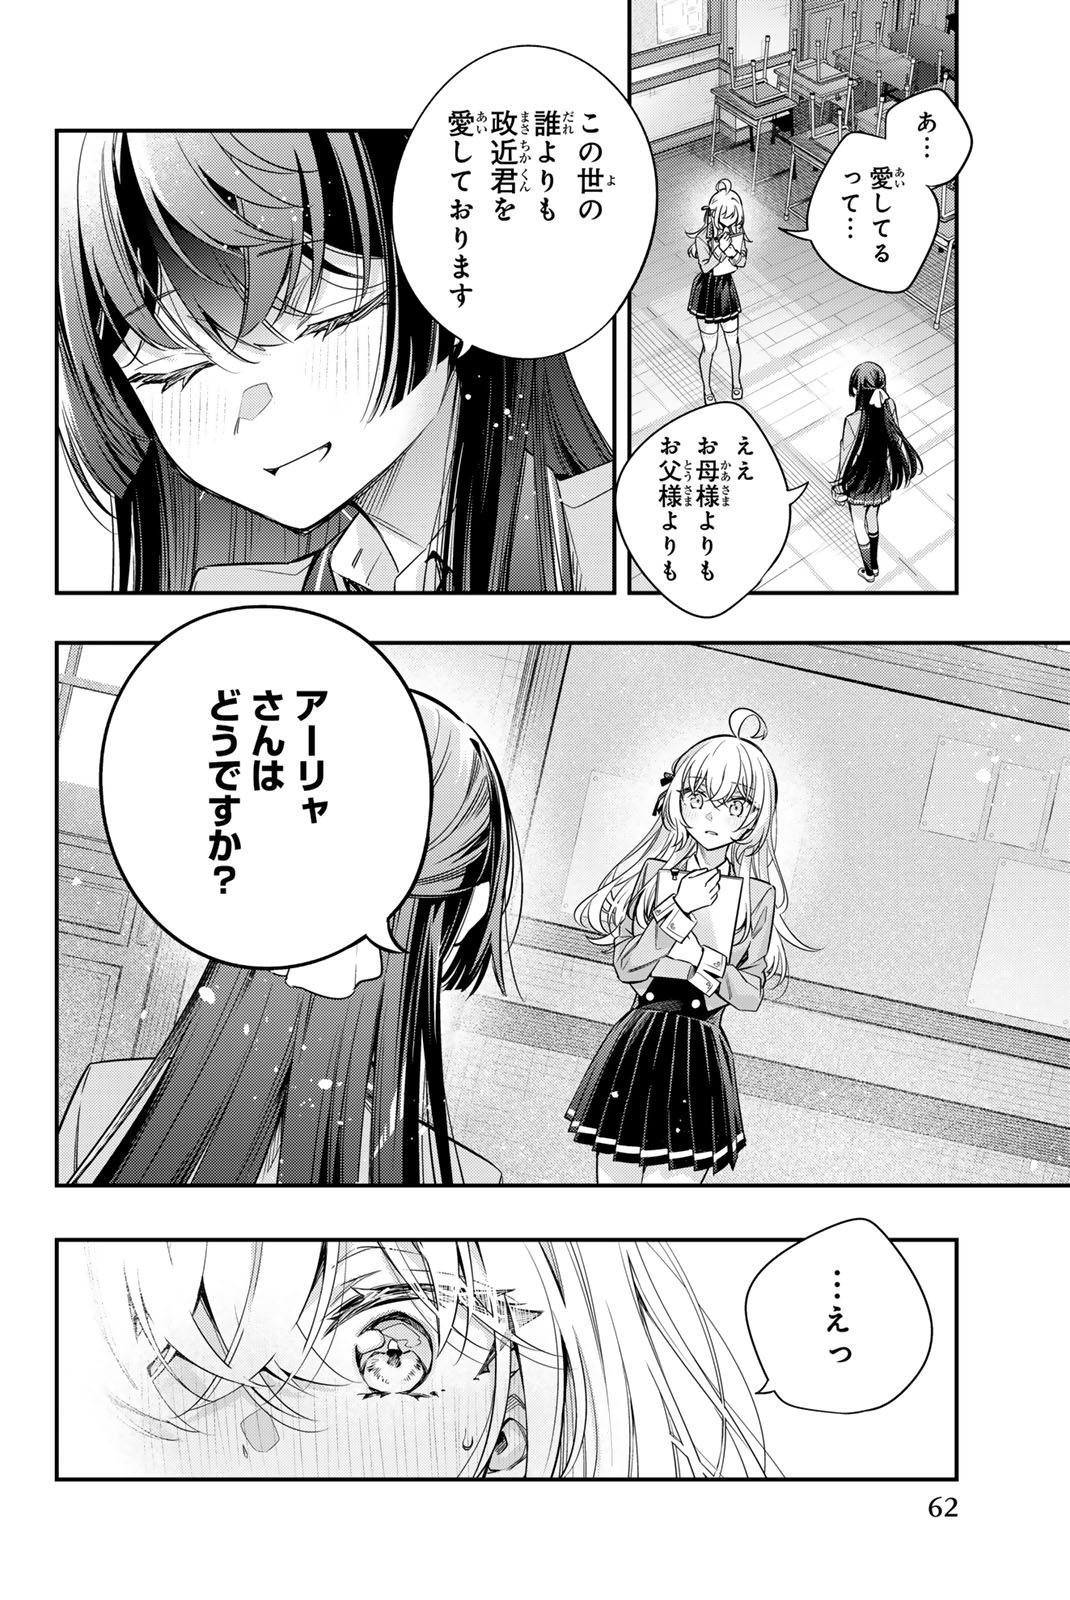 あ…
愛してる
って…
ええ
お母様よりも
お父様よりも
この世の
誰よりも
政近君を
愛しております
アーリャ
さんは
どうですか?
…えっ
62